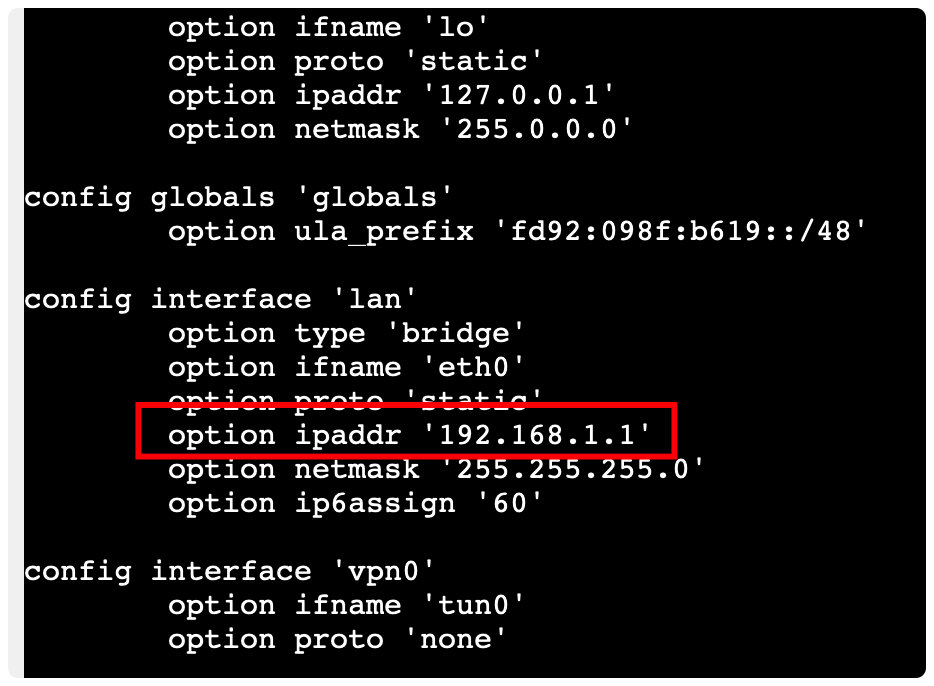 option ifname 'lo'
option proto 'static'
option ipaddr '127.0.0.1'
option netmask '255.0.0.0'
config globals 'globals'
option ula_prefix 'fd92:098f:b619::/48'
config interface 'lan'
option type 'bridge'
option ifname 'eth0'
option proto 'static'
option ipaddr '192.168.1.1'
option netmask '255.255.255.0'
option ip6assign '60'
config interface 'vpn0'
option ifname 'tun0'
option proto 'none'